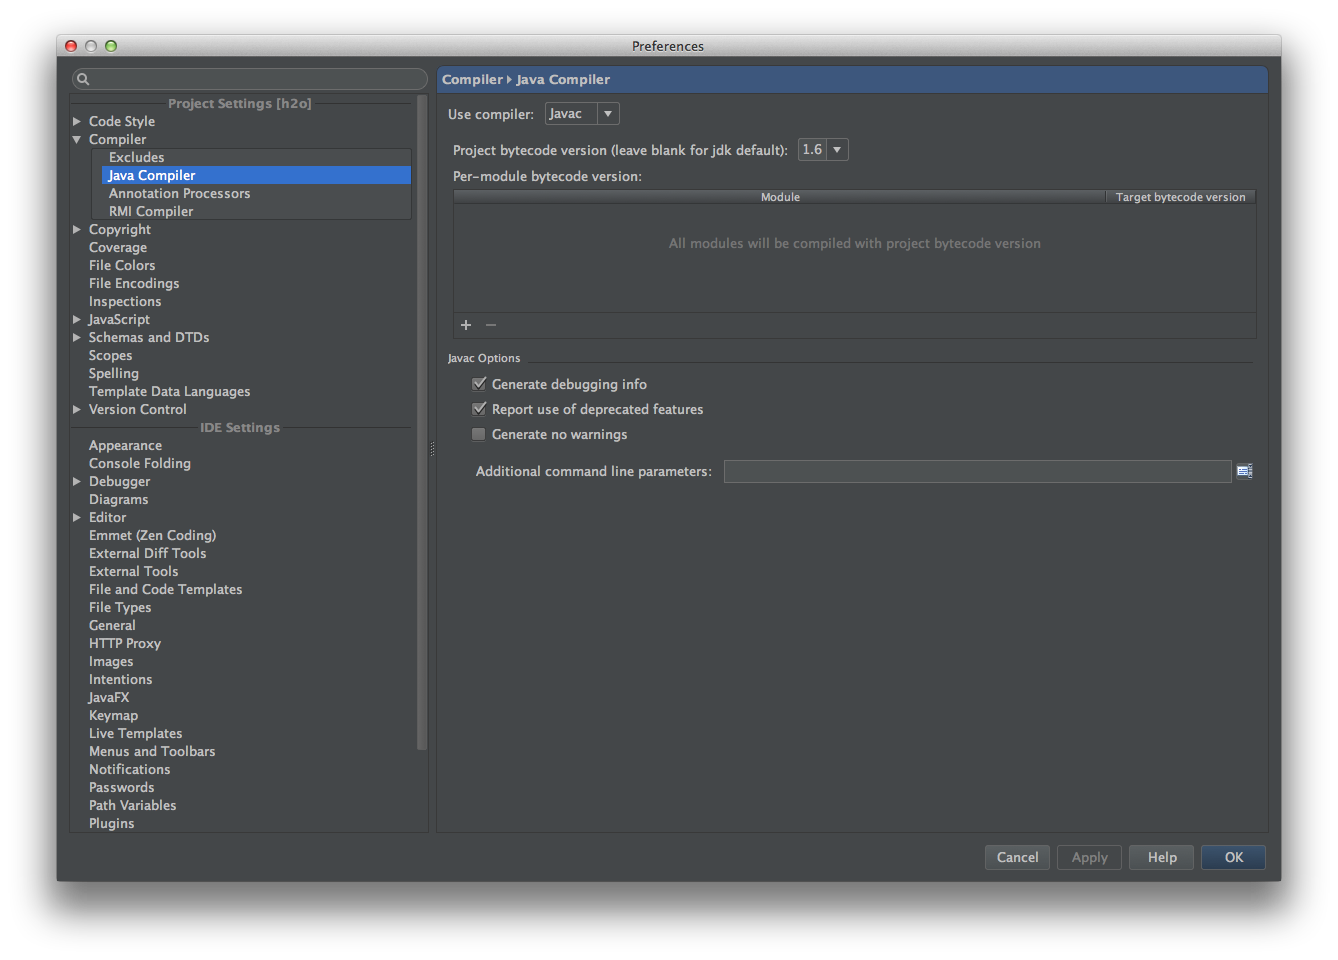 Preferences
Project Settings [h2o]
Code Style
Compiler
Excludes
Java Compiler
Annotation Processors
RMI Compiler
Copyright
Coverage
File Colors
File Encodings
Inspections
JavaScript
Schemas and DTDs
Scopes
Spelling
Template Data Languages
Version Control
IDE Settings
Appearance
Console Folding
Debugger
Diagrams
Editor
Emmet (Zen Coding)
External Diff Tools
External Tools
File and Code Templates
File Types
General
HTTP Proxy
Images
Intentions
JavaFX
Keymap
Live Templates
Menus and Toolbars
Notifications
Passwords
Path Variables
Plugins
Compiler Java Compiler
Use compiler: Javac
Project bytecode version (leave blank for jdk default): 1.6
Per-module bytecode version:
Module Target bytecode version
All modules will be compiled with project bytecode version
Javac Options
Generate debugging info
Report use of deprecated features
Generate no warnings
Additional command line parameters:
Cancel Apply Help OK